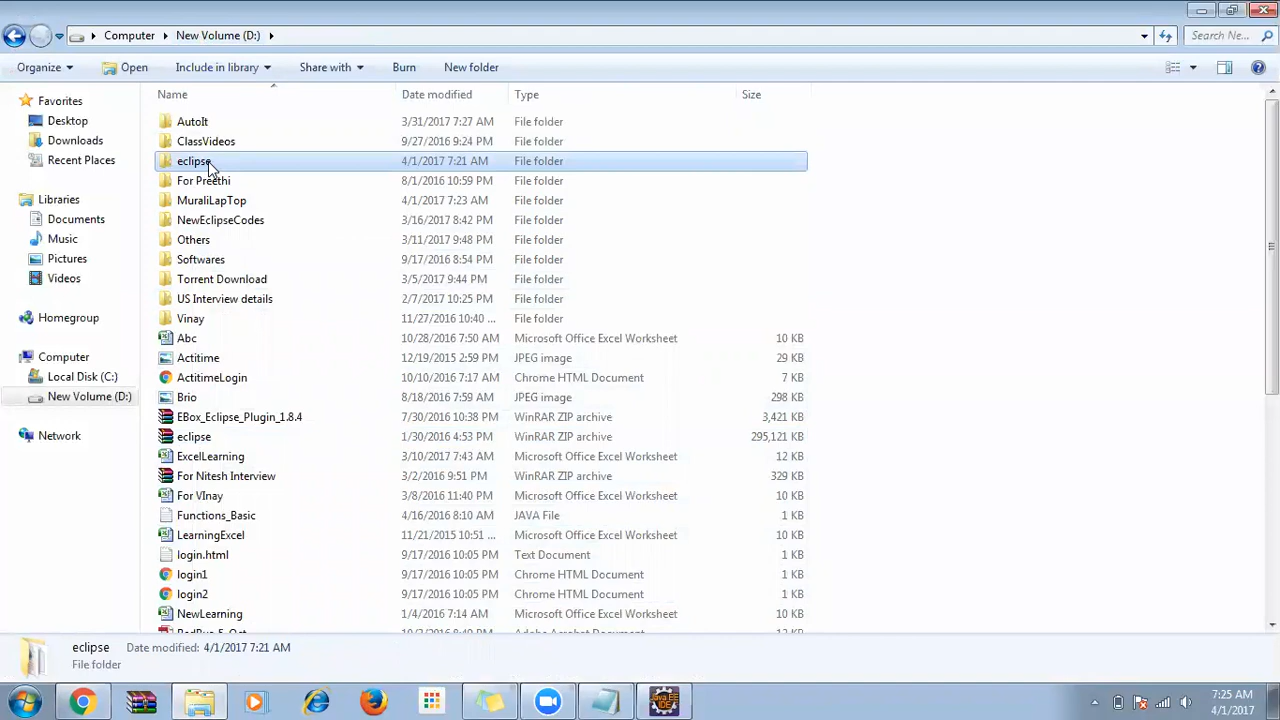 Computer New Volume (D:) Search Ne...
Organize Open Include in library Share with Burn New folder
Name Date modified Type Size
Favorites
Desktop
Downloads
Recent Places
Libraries
Documents
Music
Pictures
Videos
Homegroup
Computer
Local Disk (C:)
New Volume (D:)
Network
AutoIt 3/31/2017 7:27 AM File folder
ClassVideos 9/27/2016 9:24 PM File folder
eclipse 4/1/2017 7:21 AM File folder
For Preethi 8/1/2016 10:59 PM File folder
MuraliLapTop 4/1/2017 7:23 AM File folder
NewEclipseCodes 3/16/2017 8:42 PM File folder
Others 3/11/2017 9:48 PM File folder
Softwares 9/17/2016 8:54 PM File folder
Torrent Download 3/5/2017 9:44 PM File folder
US Interview details 2/7/2017 10:25 PM File folder
Vinay 11/27/2016 10:40 ... File folder
Abc 10/28/2016 7:50 AM Microsoft Office Excel Worksheet 10 KB
Actitime 12/19/2015 2:59 PM JPEG image 29 KB
ActitimeLogin 10/10/2016 7:17 AM Chrome HTML Document 7 KB
Brio 8/18/2016 7:59 AM JPEG image 298 KB
EBox_Eclipse_Plugin_1.8.4 7/30/2016 10:38 PM WinRAR ZIP archive 3,421 KB
eclipse 1/30/2016 4:53 PM WinRAR ZIP archive 295,121 KB
ExcelLearning 3/10/2017 7:43 AM Microsoft Office Excel Worksheet 12 KB
For Nitesh Interview 3/2/2016 9:51 PM WinRAR ZIP archive 329 KB
For VInay 3/8/2016 11:40 PM Microsoft Office Excel Worksheet 10 KB
Functions_Basic 4/16/2016 8:10 AM JAVA File 1 KB
LearningExcel 11/21/2015 10:51 ... Microsoft Office Excel Worksheet 10 KB
login.html 9/17/2016 10:05 PM Text Document 1 KB
login1 9/17/2016 10:05 PM Chrome HTML Document 1 KB
login2 9/17/2016 10:05 PM Chrome HTML Document 1 KB
NewLearning 1/4/2016 7:14 AM Microsoft Office Excel Worksheet 10 KB
eclipse Date modified: 4/1/2017 7:21 AM
File folder
Java EE
IDE
7:25 AM
4/1/2017